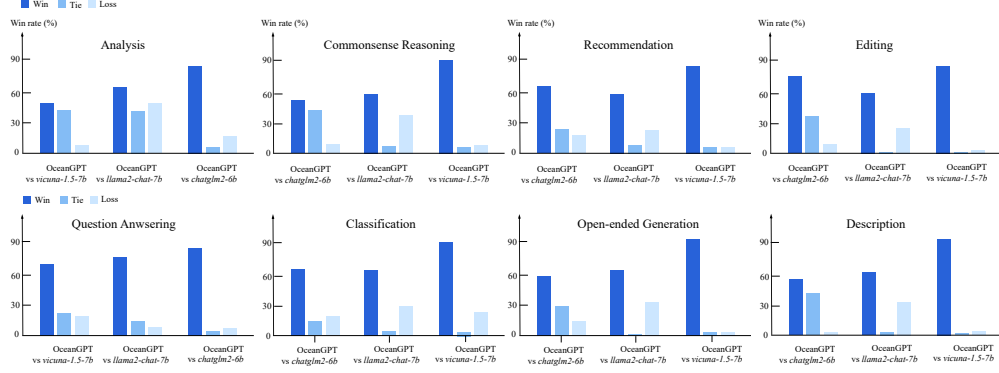 Win Tie Loss
Win rate (%) Win rate (%) Win rate (%) Win rate (%)
Analysis Commonsense Reasoning Recommendation Editing
90 90 90 90
60 60 60 60
30 30 30 30
0 0 0 0
OceanGPT OceanGPT OceanGPT OceanGPT OceanGPT OceanGPT OceanGPT OceanGPT OceanGPT OceanGPT OceanGPT OceanGPT
vs vicuna-1.5-7b vs llama2-chat-7b vs chatglm2-6b vs chatglm2-6b vs llama2-chat-7b vs vicuna-1.5-7b vs chatglm2-6b vs llama2-chat-7b vs vicuna-1.5-7b vs chatglm2-6b vs llama2-chat-7b vs vicuna-1.5-7b
Win Tie Loss
Question Anwsering Classification Open-ended Generation Description
90 90 90 90
60 60 60 60
30 30 30 30
0 0 0 0
OceanGPT OceanGPT OceanGPT OceanGPT OceanGPT OceanGPT OceanGPT OceanGPT OceanGPT OceanGPT OceanGPT OceanGPT
vs vicuna-1.5-7b vs llama2-chat-7b vs chatglm2-6b vs chatglm2-6b vs llama2-chat-7b vs vicuna-1.5-7b vs chatglm2-6b vs llama2-chat-7b vs vicuna-1.5-7b vs chatglm2-6b vs llama2-chat-7b vs vicuna-1.5-7b